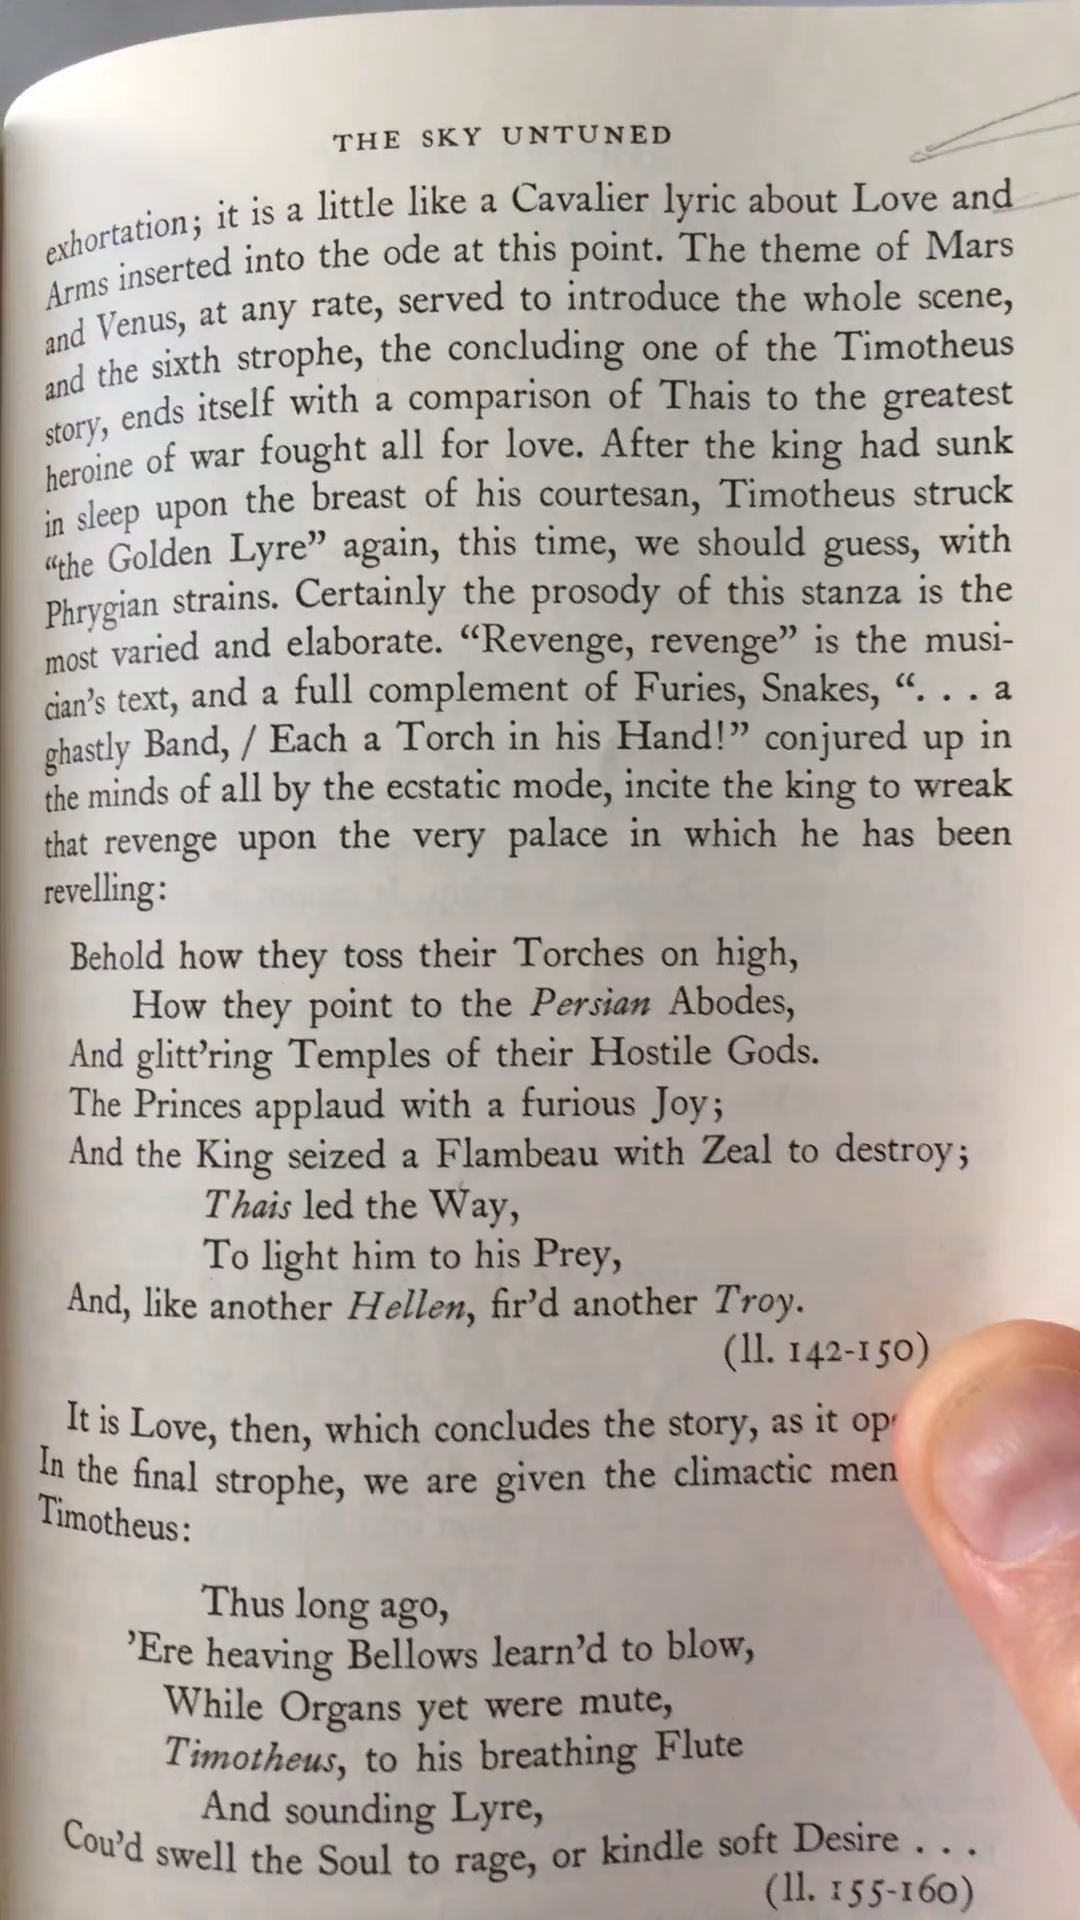 THE SKY UNTUNED
exhortation; it is a little like a Cavalier lyric about Love and
Arms inserted into the ode at this point. The theme of Mars
and Venus, at any rate, served to introduce the whole scene,
and the sixth strophe, the concluding one of the Timotheus
story, ends itself with a comparison of Thais to the greatest
heroine of war fought all for love. After the king had sunk
in sleep upon the breast of his courtesan, Timotheus struck
“the Golden Lyre” again, this time, we should guess, with
Phrygian strains. Certainly the prosody of this stanza is the
most varied and elaborate. “Revenge, revenge” is the musi-
cian’s text, and a full complement of Furies, Snakes, “. . . a
ghastly Band, / Each a Torch in his Hand!” conjured up in
the minds of all by the ecstatic mode, incite the king to wreak
that revenge upon the very palace in which he has been
revelling:
Behold how they toss their Torches on high,
How they point to the Persian Abodes,
And glitt’ring Temples of their Hostile Gods.
The Princes applaud with a furious Joy;
And the King seized a Flambeau with Zeal to destroy;
Thais led the Way,
To light him to his Prey,
And, like another Hellen, fir’d another Troy.
(ll. 142-150)
It is Love, then, which concludes the story, as it
In the final strophe, we are given the climactic
Timotheus:
Thus long ago,
’Ere heaving Bellows learn’d to blow,
While Organs yet were mute,
Timotheus, to his breathing Flute
And sounding Lyre,
Cou’d swell the Soul to rage, or kindle soft Desire . . .
(ll. 155-160)